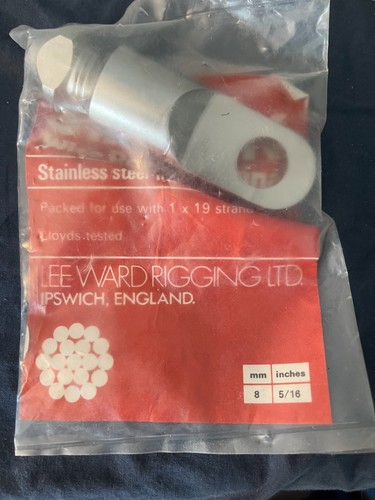 Stainless steel
Packed for use with 1 x 19 strand
Lloyds tested
LEE-WARD RIGGING LTD.
IPSWICH, ENGLAND.
mm inches
8 5/16